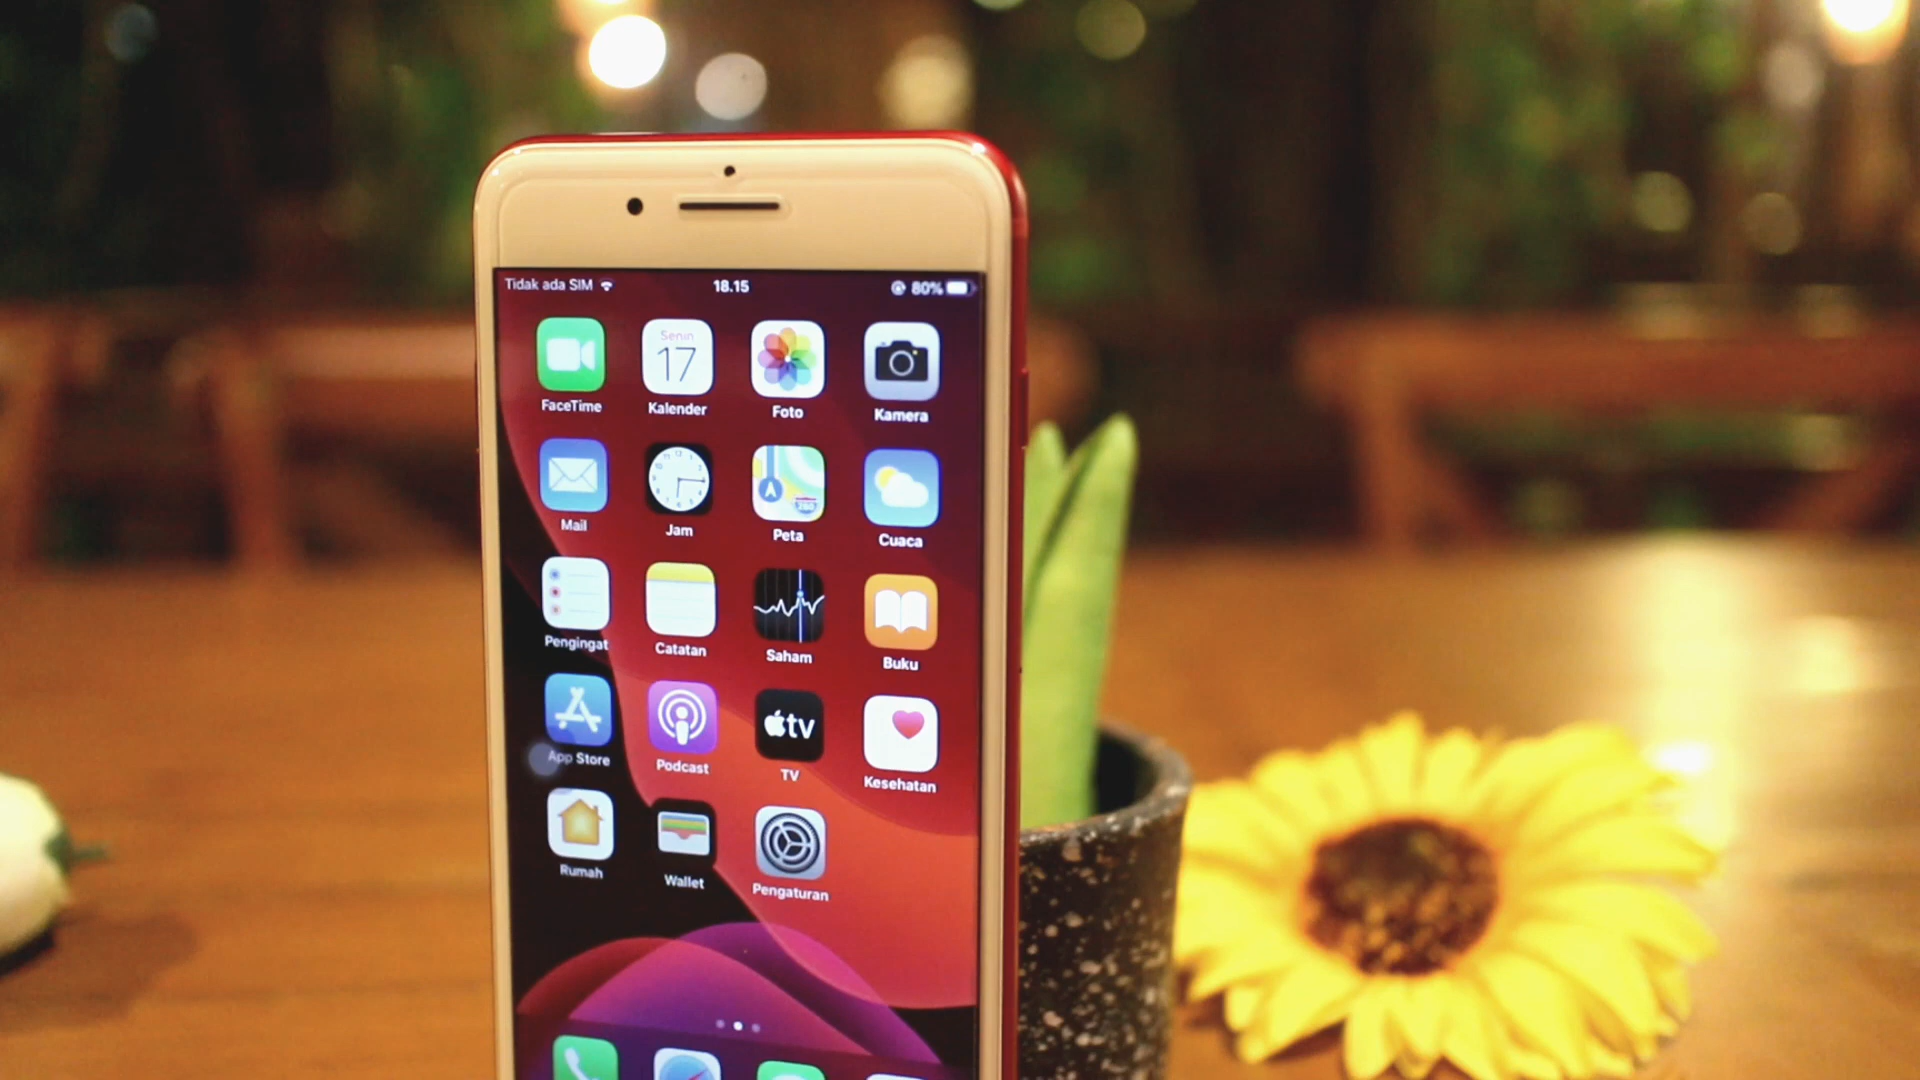 Tidak ada SIM 18.15 80%
Senin
17
FaceTime Kalender Foto Kamera
280
Mail Jam Peta Cuaca
Pengingat Catatan Saham Buku
tv
App Store Podcast TV Kesehatan
Rumah Wallet Pengaturan